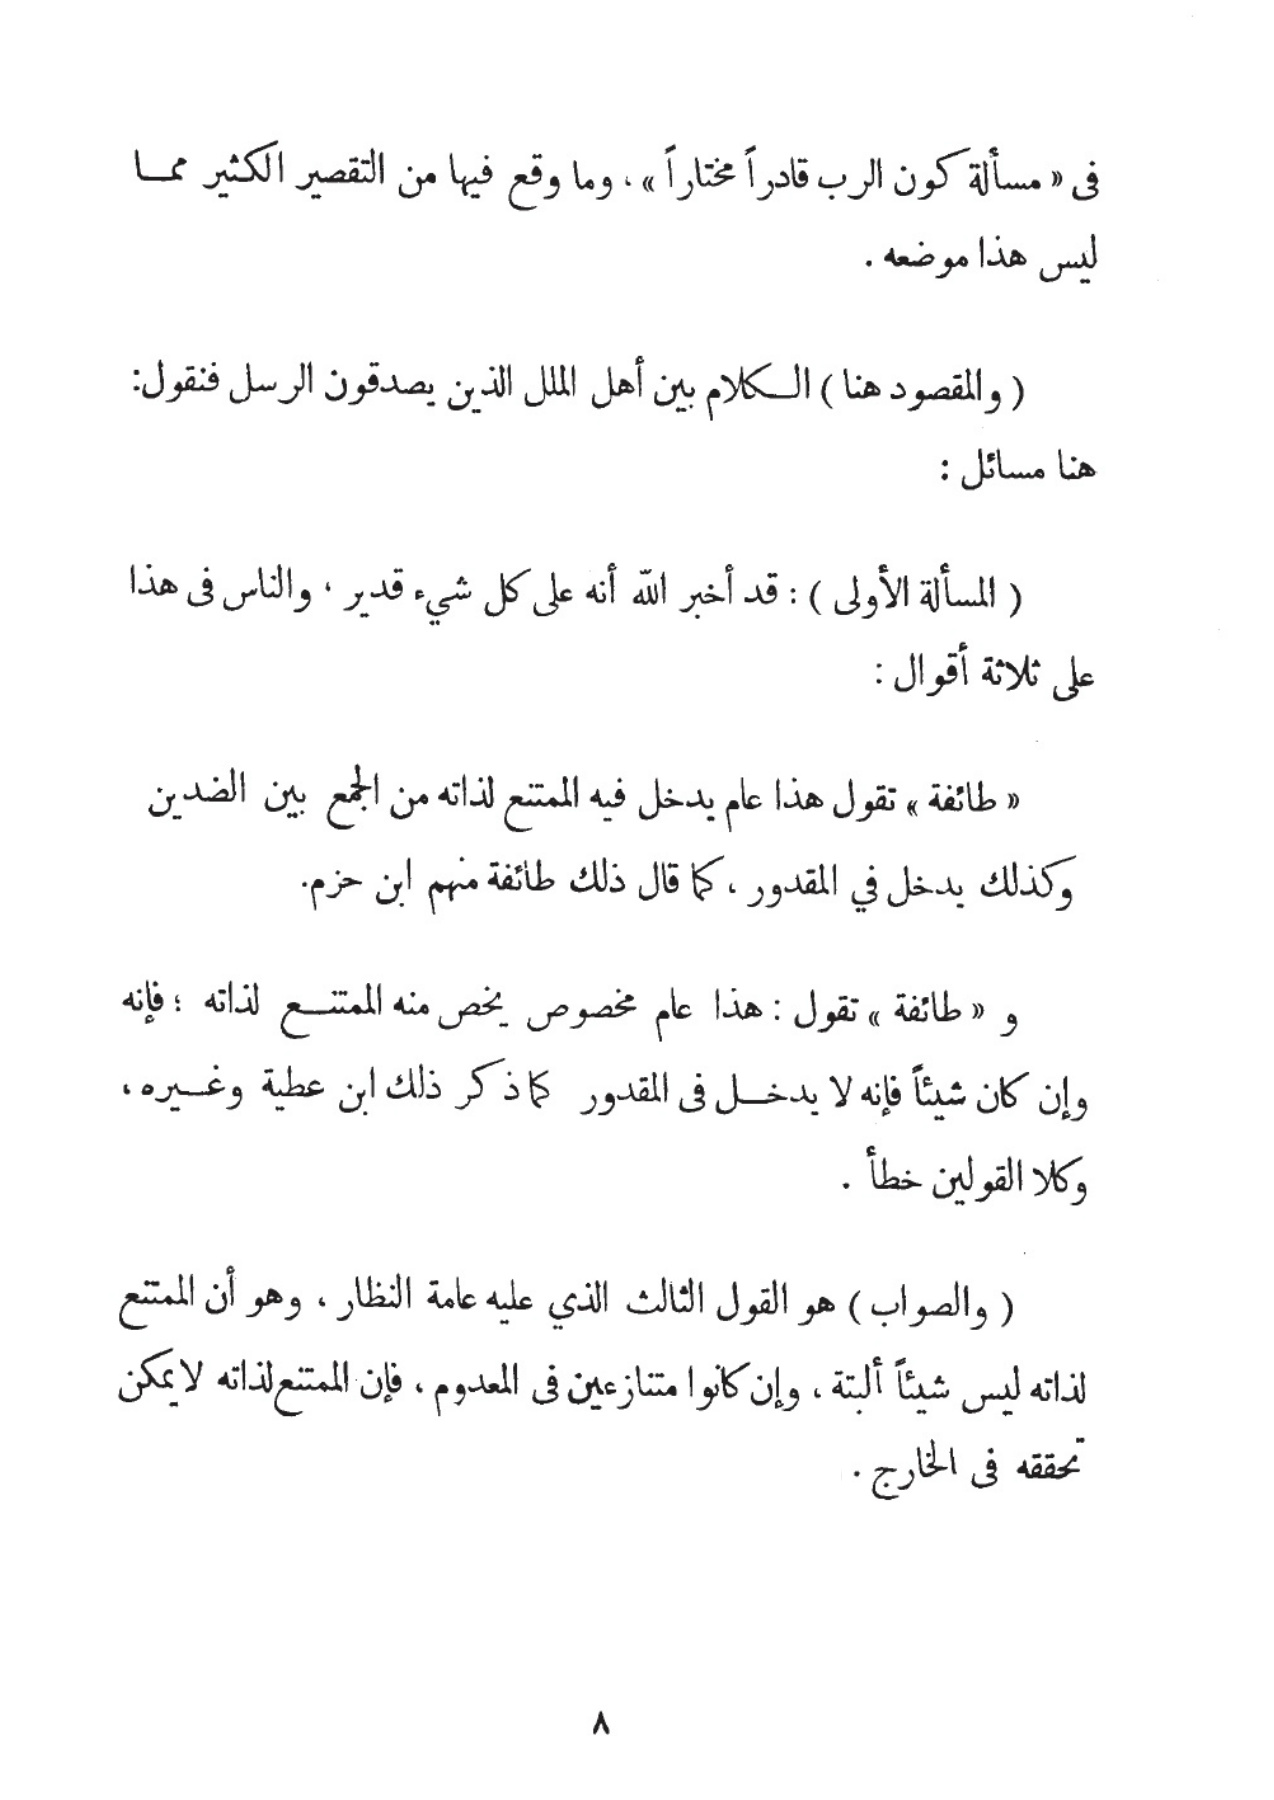 فى « مسألة كون الرب قادراً مختاراً » ، وما وقع فيها من التقصير الكثير ممـا
ليس هذا موضعه .
( والمقصود هنا ) الـكلام بين أهل الملل الذين يصدقون الرسل فنقول:
هنا مسائل :
( المسألة الأولى ) : قد أخبر الله أنه على كل شيء قدير ، والناس فى هذا
على ثلاثة أقوال :
« طائفة » تقول هذا عام يدخل فيه الممتنع لذاته من الجمع بين الضدين
وكذلك يدخل في المقدور ، كما قال ذلك طائفة منهم ابن حزم.
و « طائفة » تقول : هذا عام مخصوص يخص منه الممتنـــع لذاته ؛ فإنه
وإن كان شيئاً فإنه لا يدخــل فى المقدور كما ذكر ذلك ابن عطية وغــيره ،
وكلا القولين خطأ .
( والصواب ) هو القول الثالث الذي عليه عامة النظار ، وهو أن الممتنع
لذاته ليس شيئاً ألبتة ، وإن كانوا متنازعين فى المعدوم ، فإن الممتنع لذاته لا يمكن
تحققه فى الخارج .
٨